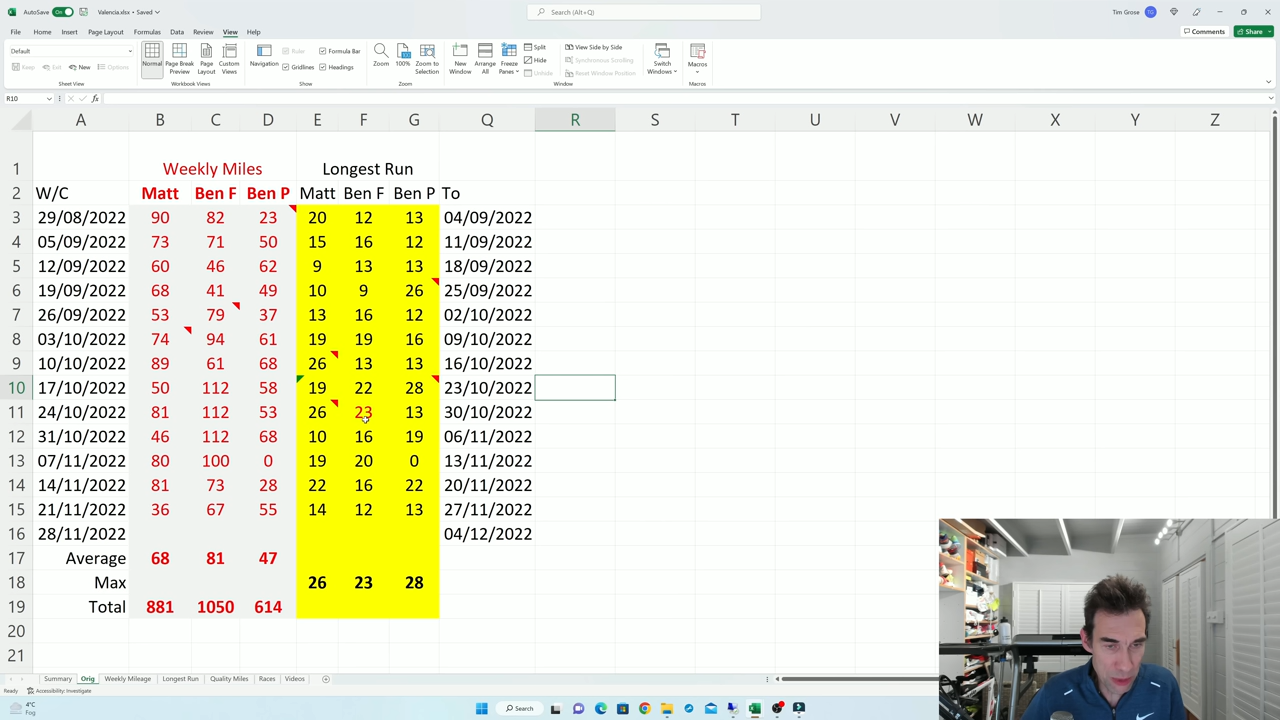 AutoSave On Valencia.xlsx • Saved Search (Alt+Q) Tim Grose TG
File Home Insert Page Layout Formulas Data Review View Help Comments Share
Default
Keep Exit New Options
Normal Page Break Preview Page Layout Custom Views
Navigation Ruler Formula Bar
Gridlines Headings
Zoom 100% Zoom to Selection
New Window Arrange All Freeze Panes
Split View Side by Side
Hide Synchronous Scrolling
Unhide Reset Window Position
Switch Windows Macros
Sheet View Workbook Views Show Zoom Window Macros
R10 fx
A B C D E F G Q R S T U V W X Y Z
1 Weekly Miles Longest Run
2 W/C Matt Ben F Ben P Matt Ben F Ben P To
3 29/08/2022 90 82 23 20 12 13 04/09/2022
4 05/09/2022 73 71 50 15 16 12 11/09/2022
5 12/09/2022 60 46 62 9 13 13 18/09/2022
6 19/09/2022 68 41 49 10 9 26 25/09/2022
7 26/09/2022 53 79 37 13 16 12 02/10/2022
8 03/10/2022 74 94 61 19 19 16 09/10/2022
9 10/10/2022 89 61 68 26 13 13 16/10/2022
10 17/10/2022 50 112 58 19 22 28 23/10/2022
11 24/10/2022 81 112 53 26 23 13 30/10/2022
12 31/10/2022 46 112 68 10 16 19 06/11/2022
13 07/11/2022 80 100 0 19 20 0 13/11/2022
14 14/11/2022 81 73 28 22 16 22 20/11/2022
15 21/11/2022 36 67 55 14 12 13 27/11/2022
16 28/11/2022 04/12/2022
17 Average 68 81 47
18 Max 26 23 28
19 Total 881 1050 614
20
21
Summary Orig Weekly Mileage Longest Run Quality Miles Races Videos
Ready Accessibility: Investigate
4°C
Fog
Search